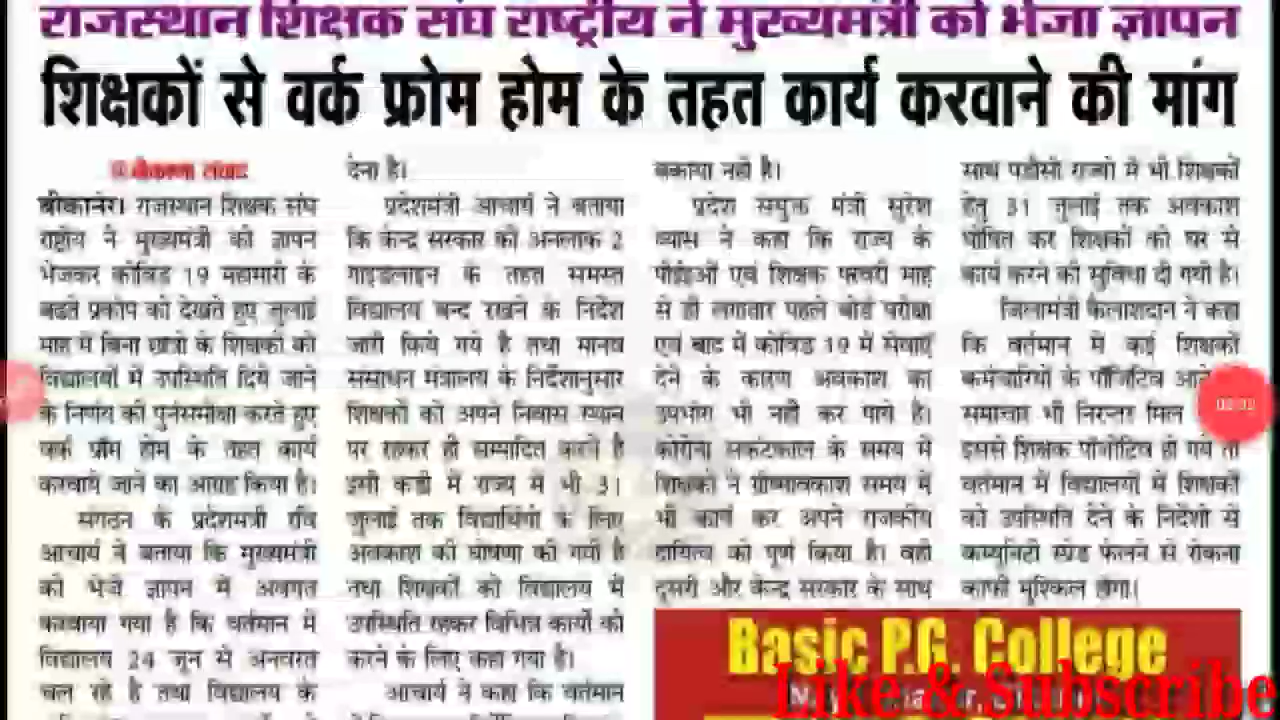 राजस्थान शिक्षक संघ राष्ट्रीय ने मुख्यमंत्री को भेजा ज्ञापन
शिक्षकों से वर्क फ्रोम होम के तहत कार्य करवाने की मांग
बीकानेर। राजस्थान शिक्षक संघ
राष्ट्रीय ने मुख्यमंत्री को ज्ञापन
भेजकर कोविड 19 महामारी के
बढते प्रकोप को देखते हुए जुलाई
माह में बिना छात्रो के शिक्षकों को
विद्यालयों में उपस्थिति दिये जाने
के निर्णय की पुर्नसमीक्षा करते हुए
वर्क फ्रॉम होम के तहत कार्य
करवाये जाने का आग्रह किया है।
संगठन के प्रदेशमंत्री रवि
आचार्य ने बताया कि मुख्यमंत्री
को भेजे ज्ञापन में अवगत
करवाया गया है कि वर्तमान में
विद्यालय 24 जून से अनवरत
चल रहे है तथा विद्यालय के
देना है।
प्रदेशमंत्री आचार्य ने बताया
कि केन्द सरकार की अनलाक 2
गाइडलाइन के तहत समस्त
विद्यालय बन्द रखने के निर्देश
जारी किये गये है तथा मानव
संसाधन मंत्रालय के निर्देशानुसार
शिक्षकों को अपने निवास स्थान
पर रहकर ही सम्पादित करने है
इसी कडी में राज्य में भी 31
जुलाई तक विद्यार्थियों के लिए
अवकाश की घोषणा की गयी है
तथा शिक्षकों को विद्यालय में
उपस्थिति रहकर विभिन्न कार्यो को
करने के लिए कहा गया है।
आचार्य ने कहा कि वर्तमान
बकाया नही है।
प्रदेश संयुक्त मंत्री सुरेश
व्यास ने कहा कि राज्य के
पीईईओ एवं शिक्षक फरवरी माह
से ही लगातार पहले बोर्ड परीक्षा
एवं बाद में कोविड 19 में सेवाएं
देने के कारण अवकाश का
उपभोग भी नही कर पाये है।
कोरोना संकटकाल के समय में
शिक्षकों ने ग्रीष्मावकाश समय में
भी कार्य कर अपने राजकीय
दायित्व को पूर्ण किया है। वही
दूसरी और केन्द सरकार के साथ
साथ पडौसी राज्यो में भी शिक्षकों
हेतु 31 जुलाई तक अवकाश
घोषित कर शिक्षकों को घर से
कार्य करने की सुविधा दी गयी है।
जिलामंत्री कैलाशदान ने कहा
कि वर्तमान में कई शिक्षकों
कर्मचारियों के पॉजिटिव आने
समाचार भी निरन्तर मिल
इससे शिक्षक पॉजीटिव हो गये तो
वर्तमान में विद्यालयों में शिक्षकों
को उपस्थिति देने के निर्देशो से
कम्युनिटी स्प्रेड फेलने से रोकना
काफी मुश्किल होगा।
Basic P.G. College
Like & Subscribe